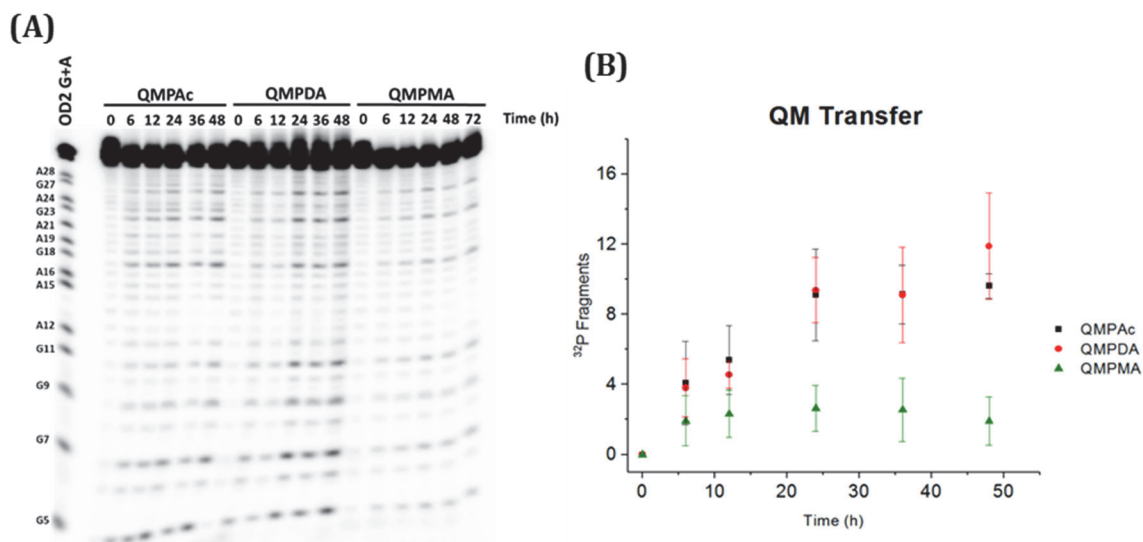 (A)
OD2 G+A
QMPAc QMPDA QMPMA
0 6 12 24 36 48 0 6 12 24 36 48 0 6 12 24 48 72 Time (h)
A28
G27
A24
G23
A21
A19
G18
A16
A15
A12
G11
G9
G7
G5
(B)
QM Transfer
16
12
8
4
0
³²P Fragments
0 10 20 30 40 50
Time (h)
QMPAc
QMPDA
QMPMA